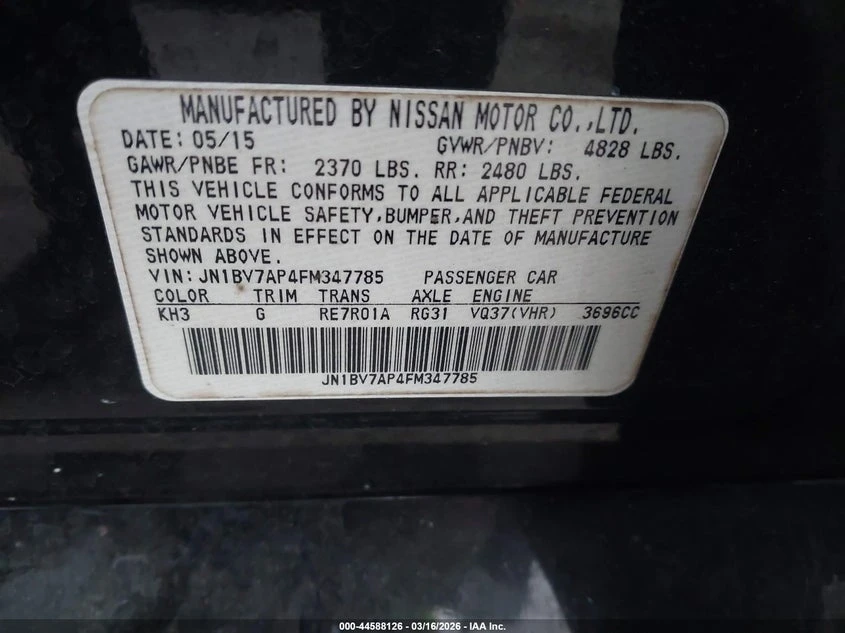 MANUFACTURED BY NISSAN MOTOR CO.,LTD.
DATE: 05/15 GVWR/PNBV: 4828 LBS.
GAWR/PNBE FR: 2370 LBS. RR: 2480 LBS.
THIS VEHICLE CONFORMS TO ALL APPLICABLE FEDERAL
MOTOR VEHICLE SAFETY,BUMPER,AND THEFT PREVENTION
STANDARDS IN EFFECT ON THE DATE OF MANUFACTURE
SHOWN ABOVE.
VIN:JN1BV7AP4FM347785 PASSENGER CAR
COLOR TRIM TRANS AXLE ENGINE
KH3 G RE7R01A RG31 VQ37(VHR) 3696CC
JN1BV7AP4FM347785
000-44588126 - 03/16/2026 - IAA Inc.